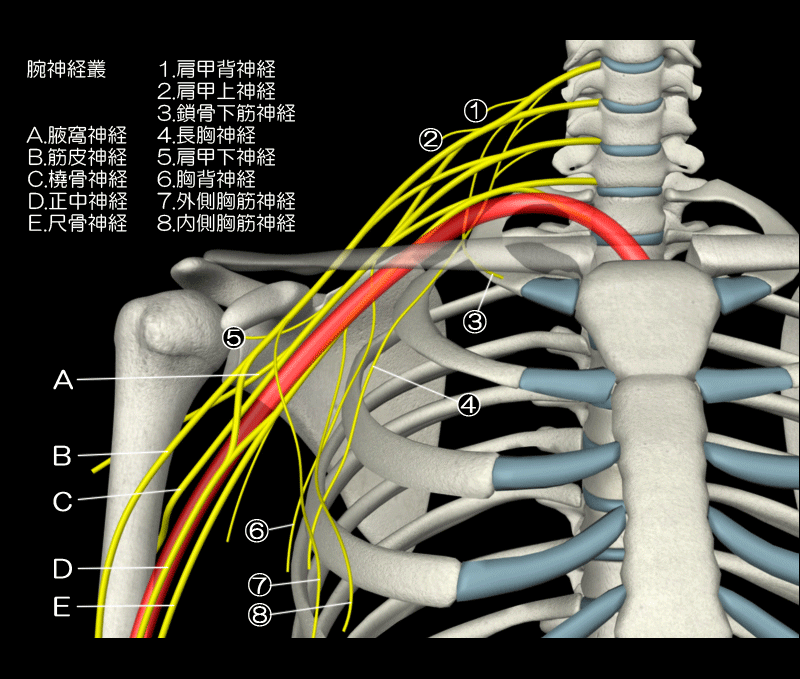 腕神経叢
A.腋窩神経
B.筋皮神経
C.橈骨神経
D.正中神経
E.尺骨神経
1.肩甲背神経
2.肩甲上神経
3.鎖骨下筋神経
4.長胸神経
5.肩甲下神経
6.胸背神経
7.外側胸筋神経
8.内側胸筋神経
①
②
③
⑤
A
④
B
C
⑥
D
⑦
E
⑧